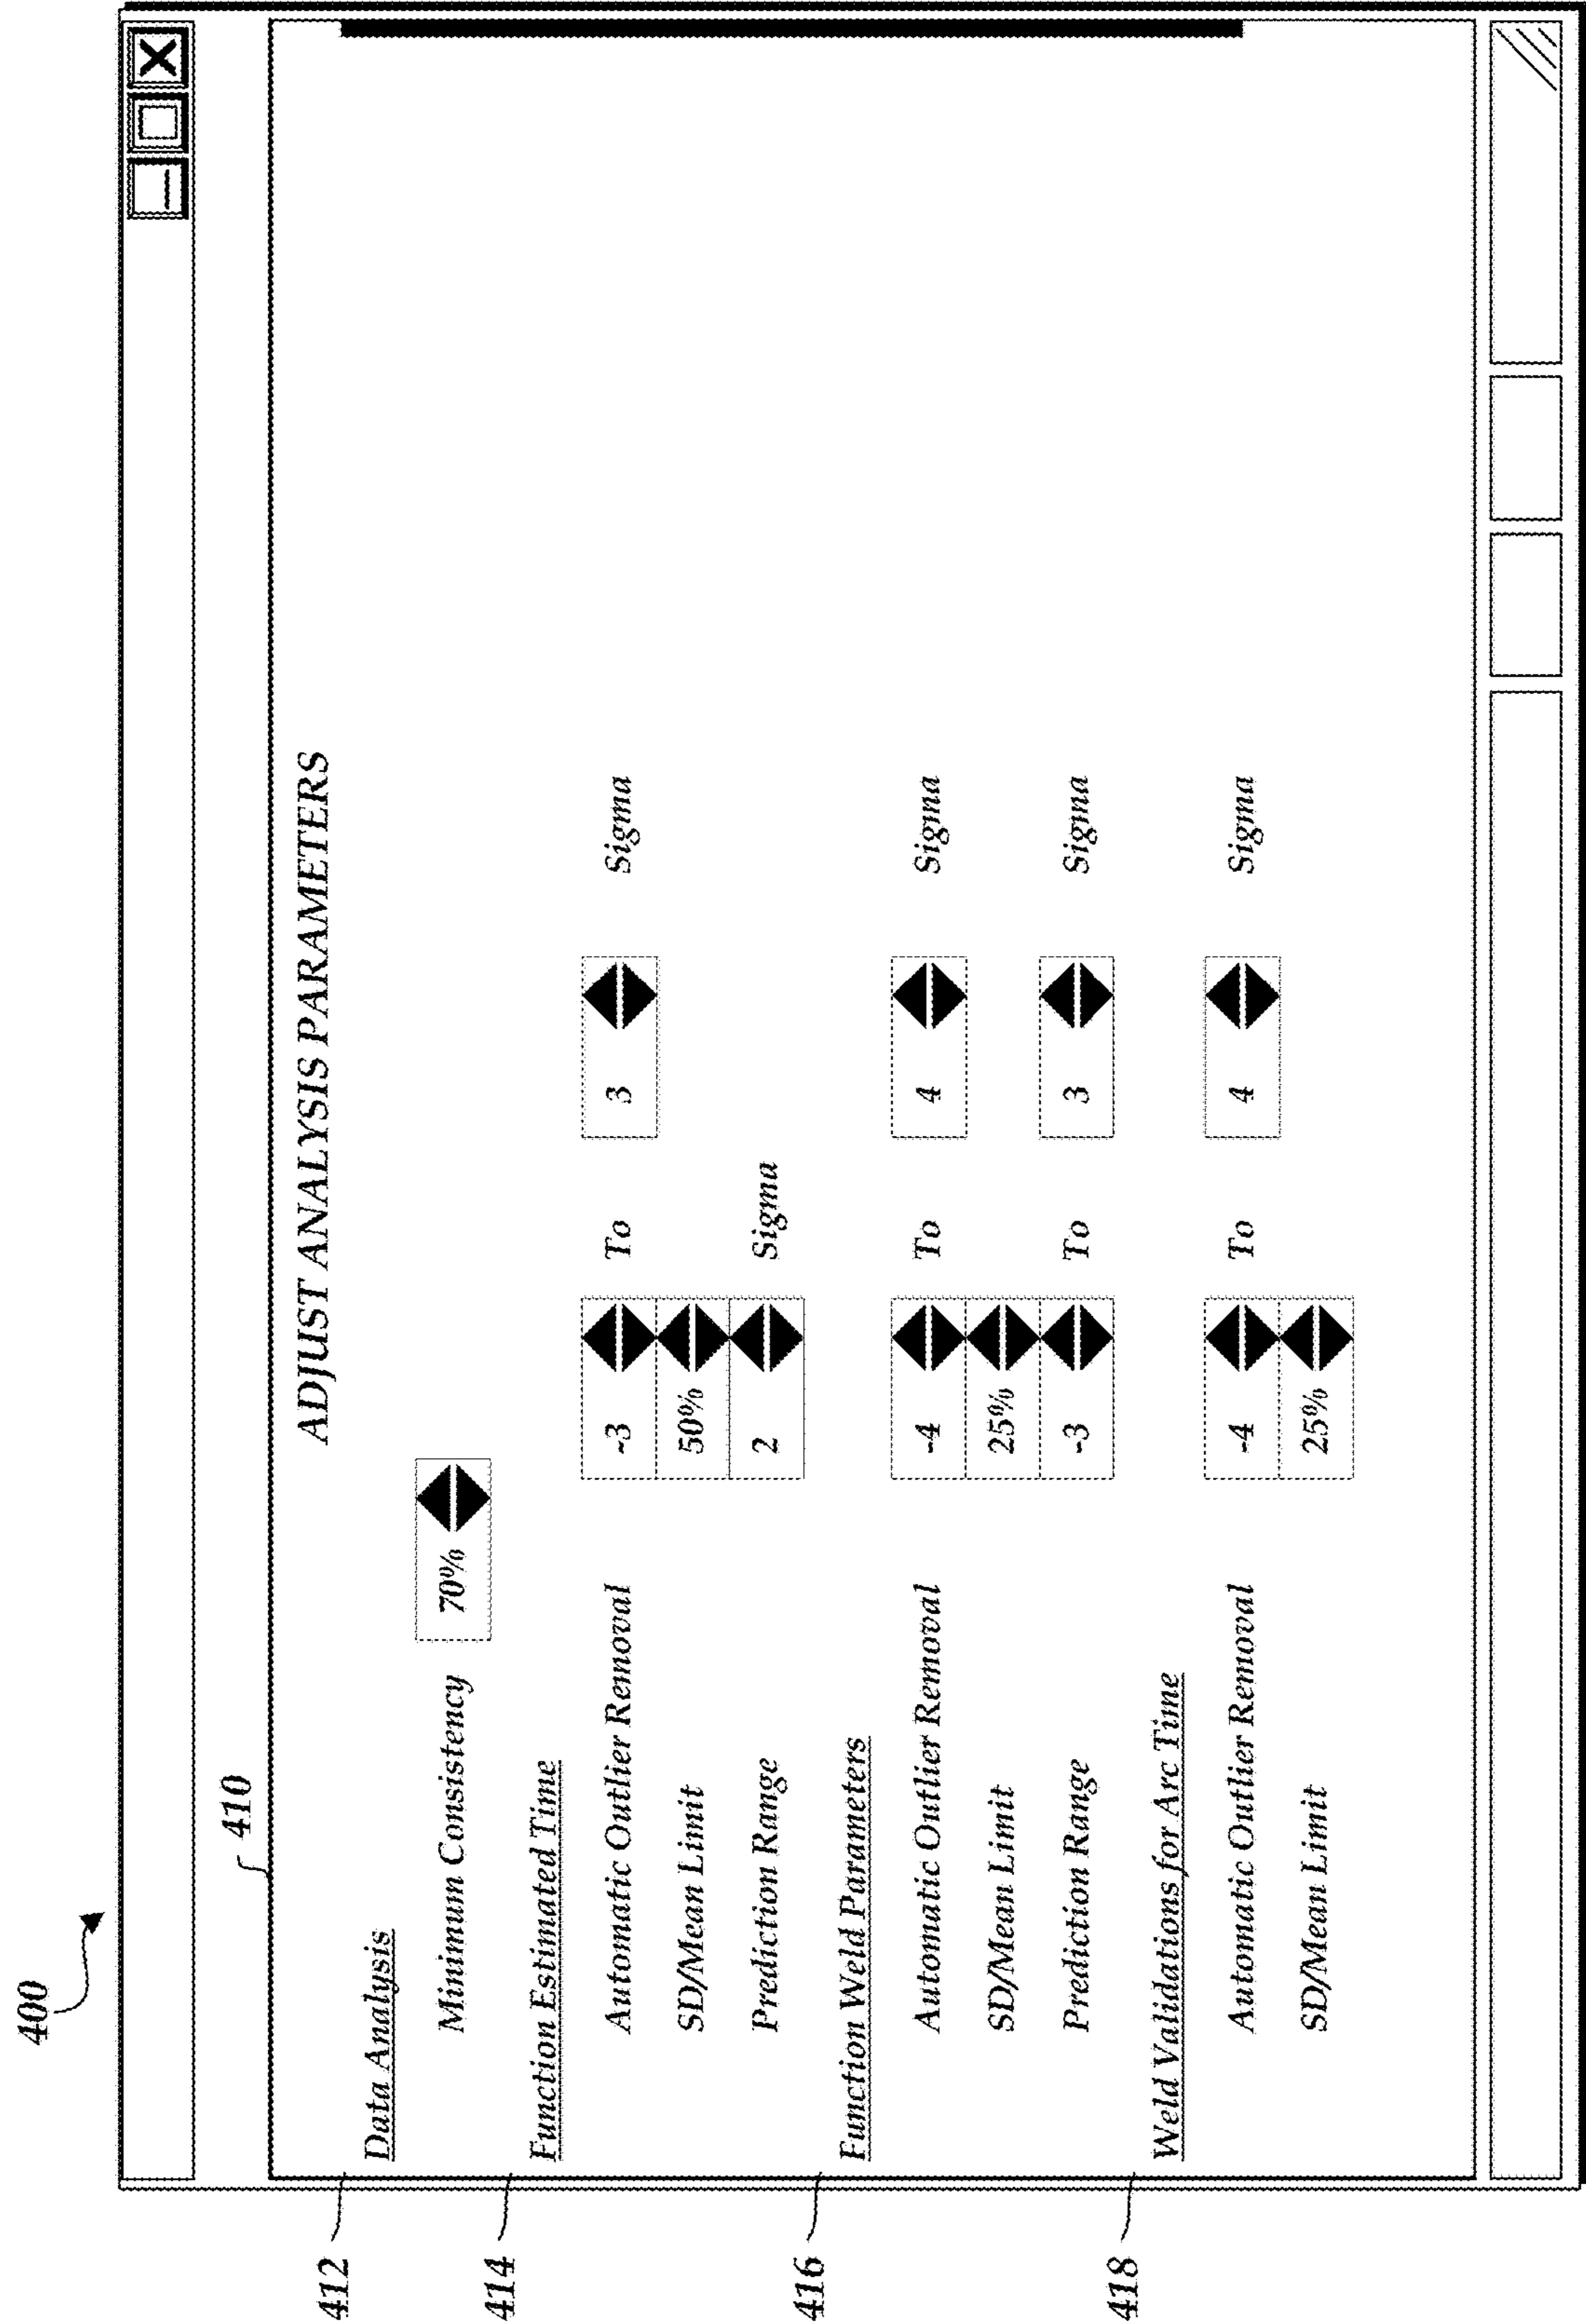 400
410
ADJUST ANALYSIS PARAMETERS
412
Data Analysis
Minimum Consistency 70%
414
Function Estimated Time
Automatic Outlier Removal -3 To 3 Sigma
SD/Mean Limit 50%
Prediction Range 2 Sigma
416
Function Weld Parameters
Automatic Outlier Removal -4 To 4 Sigma
SD/Mean Limit 25%
Prediction Range -3 To 3 Sigma
418
Weld Validations for Arc Time
Automatic Outlier Removal -4 To 4 Sigma
SD/Mean Limit 25%